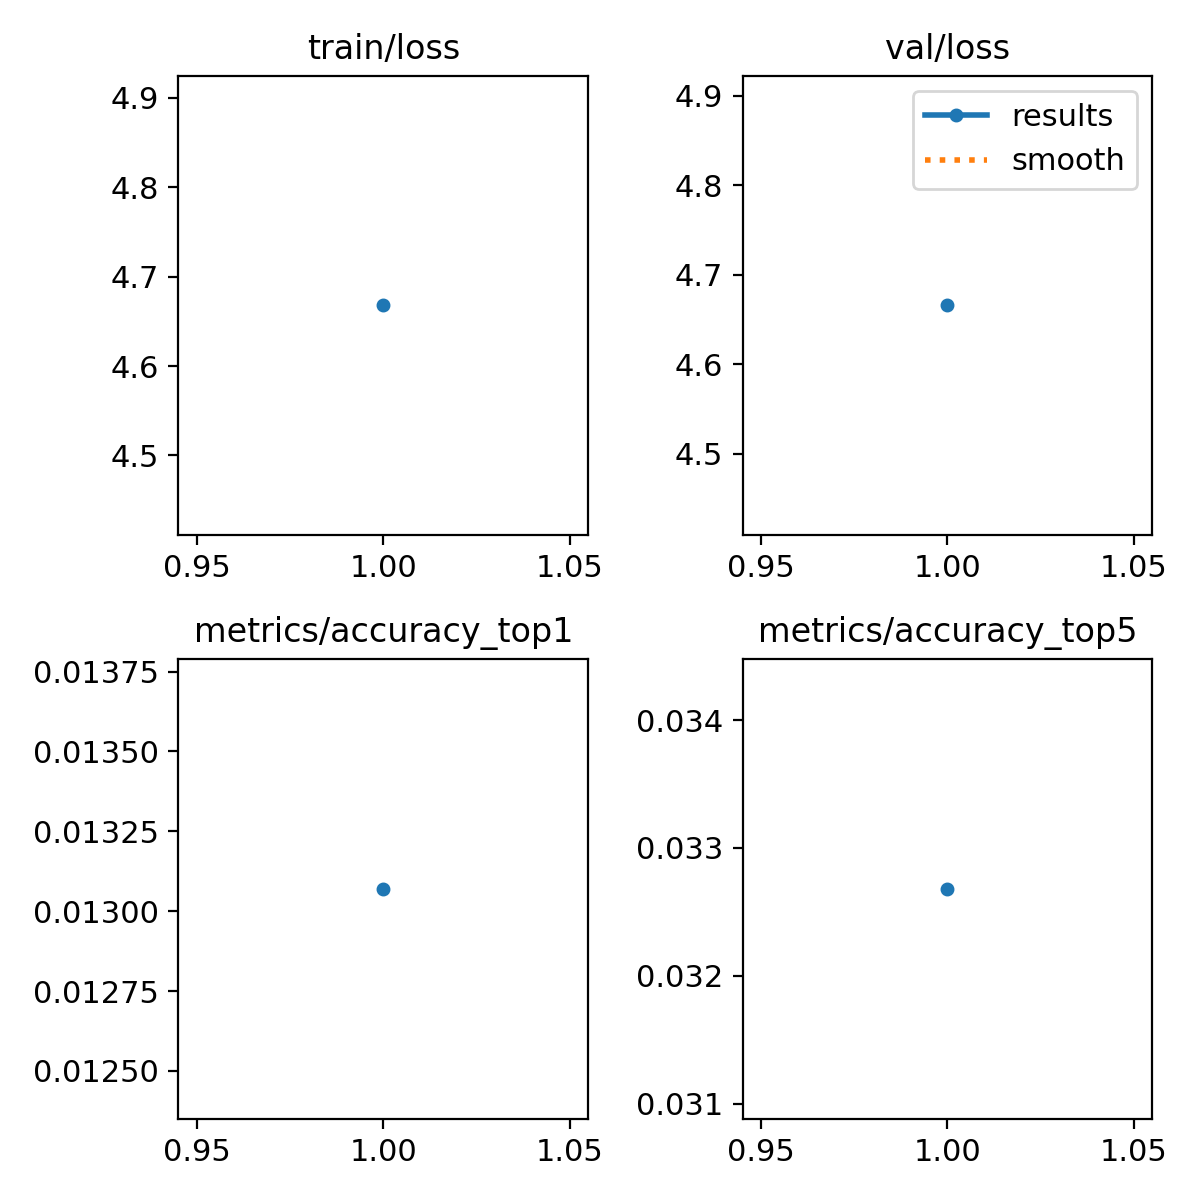 train/loss
4.9
4.8
4.7
4.6
4.5
0.95 1.00 1.05
val/loss
results
smooth
4.9
4.8
4.7
4.6
4.5
0.95 1.00 1.05
metrics/accuracy_top1
0.01375
0.01350
0.01325
0.01300
0.01275
0.01250
0.95 1.00 1.05
metrics/accuracy_top5
0.034
0.033
0.032
0.031
0.95 1.00 1.05